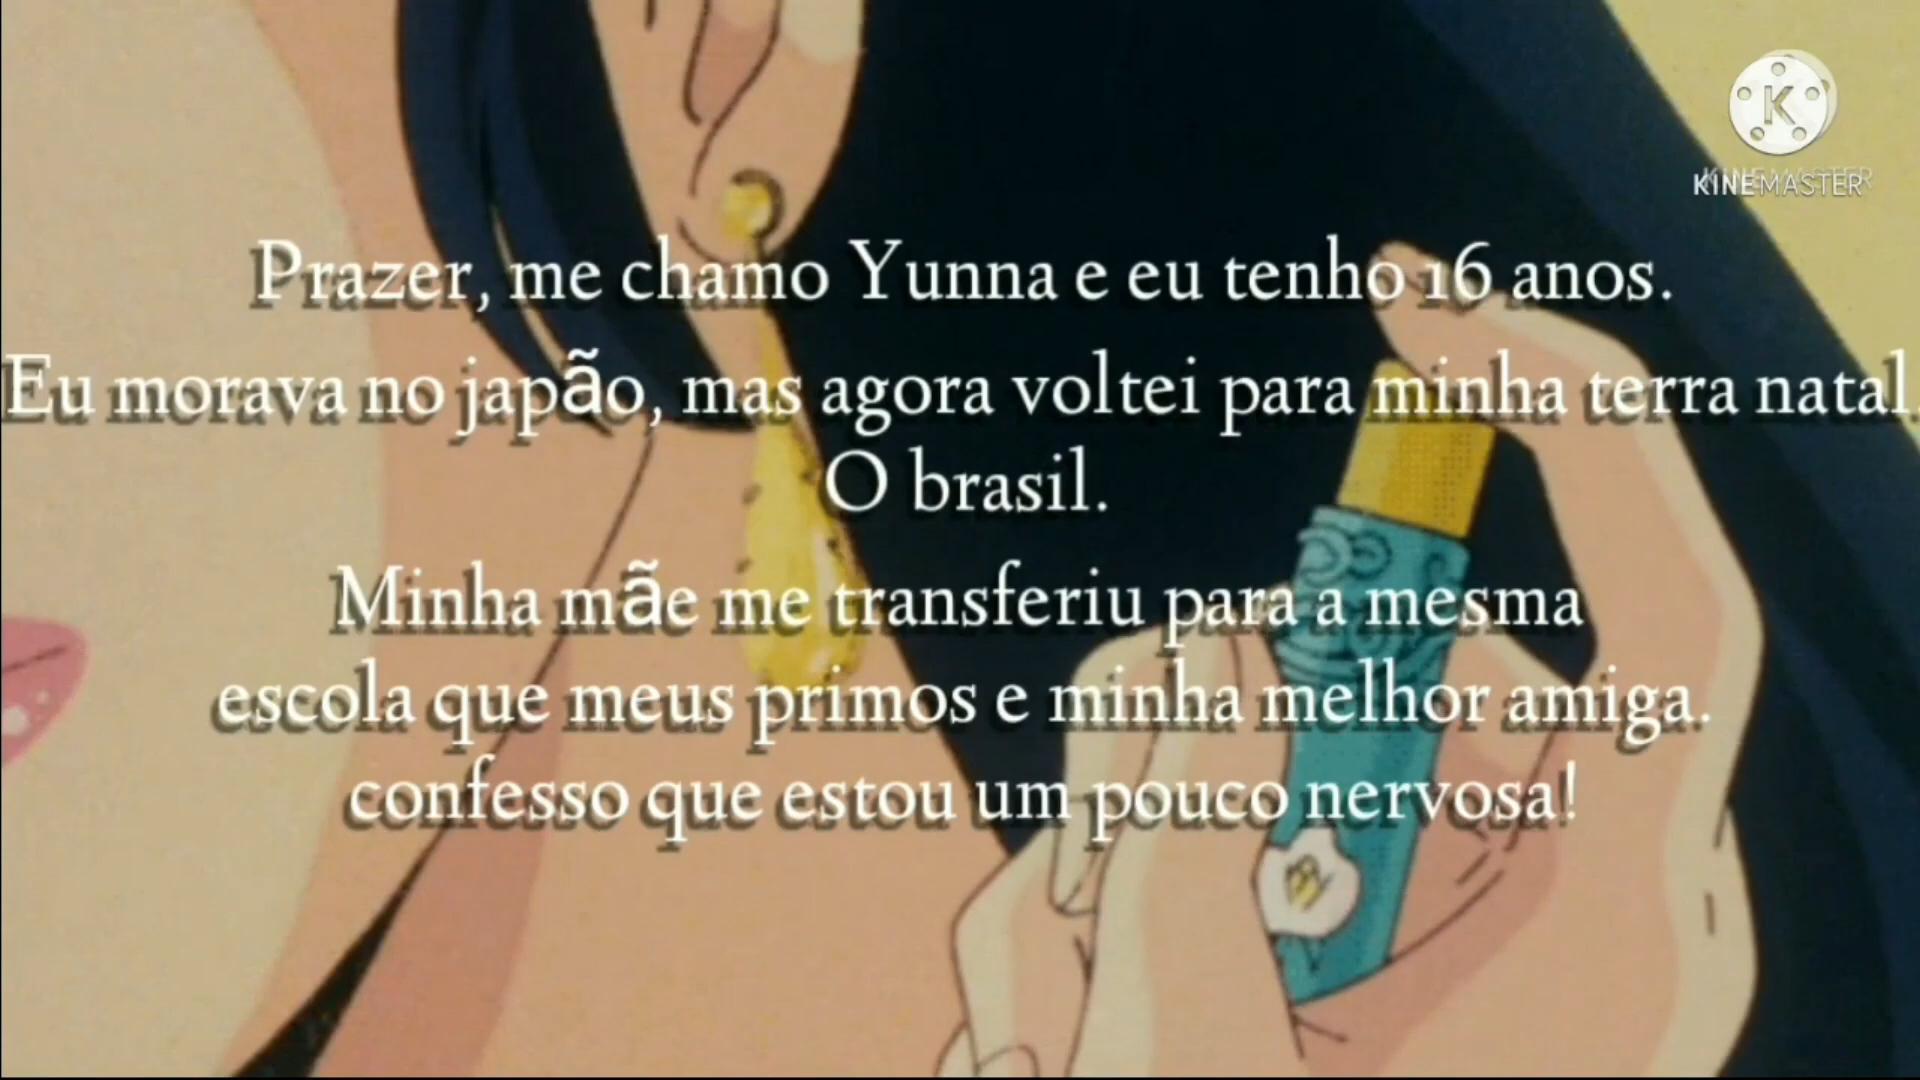 K
KINEMASTER
Prazer, me chamo Yunna e eu tenho 16 anos.
Eu morava no japão, mas agora voltei para minha terra natal.
O brasil.
Minha mãe me transferiu para a mesma
escola que meus primos e minha melhor amiga.
confesso que estou um pouco nervosa!